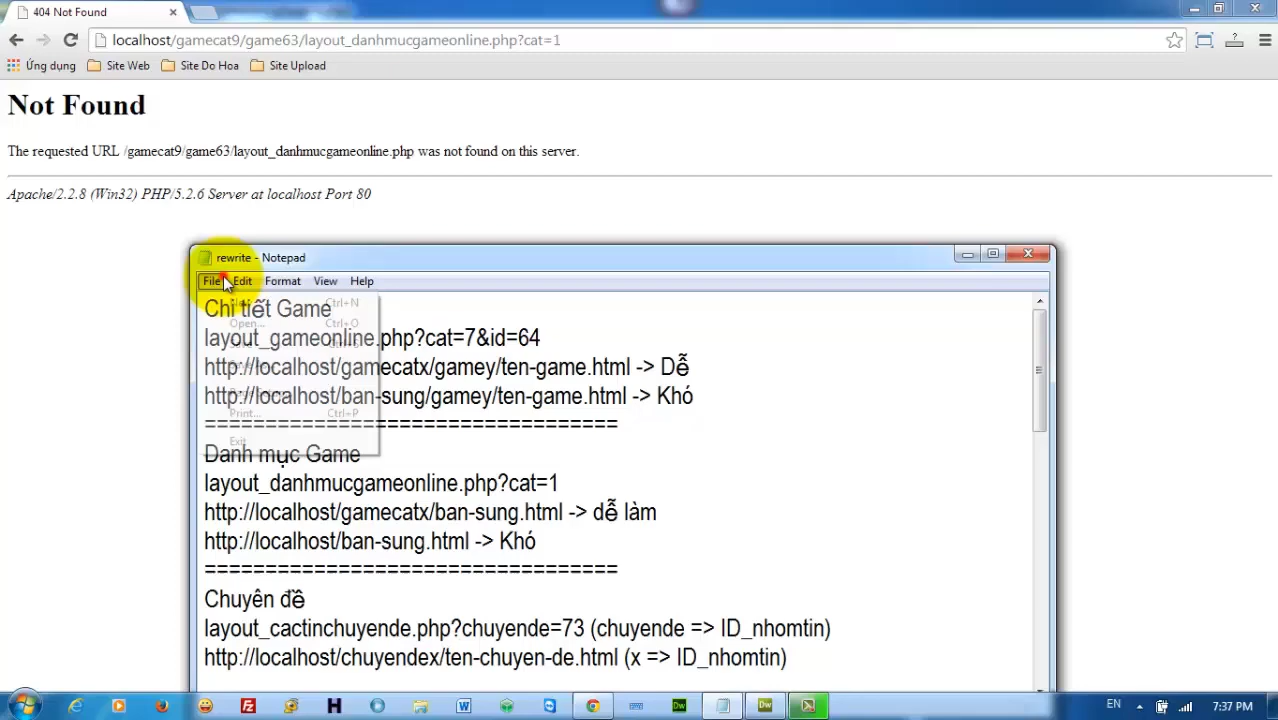 404 Not Found
localhost/gamecat9/game63/layout_danhmucgameonline.php?cat=1
Ứng dụng Site Web Site Do Hoa Site Upload
Not Found
The requested URL /gamecat9/game63/layout_danhmucgameonline.php was not found on this server.
Apache/2.2.8 (Win32) PHP/5.2.6 Server at localhost Port 80
rewrite - Notepad
File Edit Format View Help
Ctrl+N
Open... Ctrl+O
Print... Ctrl+P
Exit
Chi tiết Game
layout_gameonline.php?cat=7&id=64
http://localhost/gamecatx/gamey/ten-game.html -> Dễ
http://localhost/ban-sung/gamey/ten-game.html -> Khó
==================================
Danh mục Game
layout_danhmucgameonline.php?cat=1
http://localhost/gamecatx/ban-sung.html -> dễ làm
http://localhost/ban-sung.html -> Khó
==================================
Chuyên đề
layout_cactinchuyende.php?chuyende=73 (chuyende => ID_nhomtin)
http://localhost/chuyendex/ten-chuyen-de.html (x => ID_nhomtin)
EN 7:37 PM